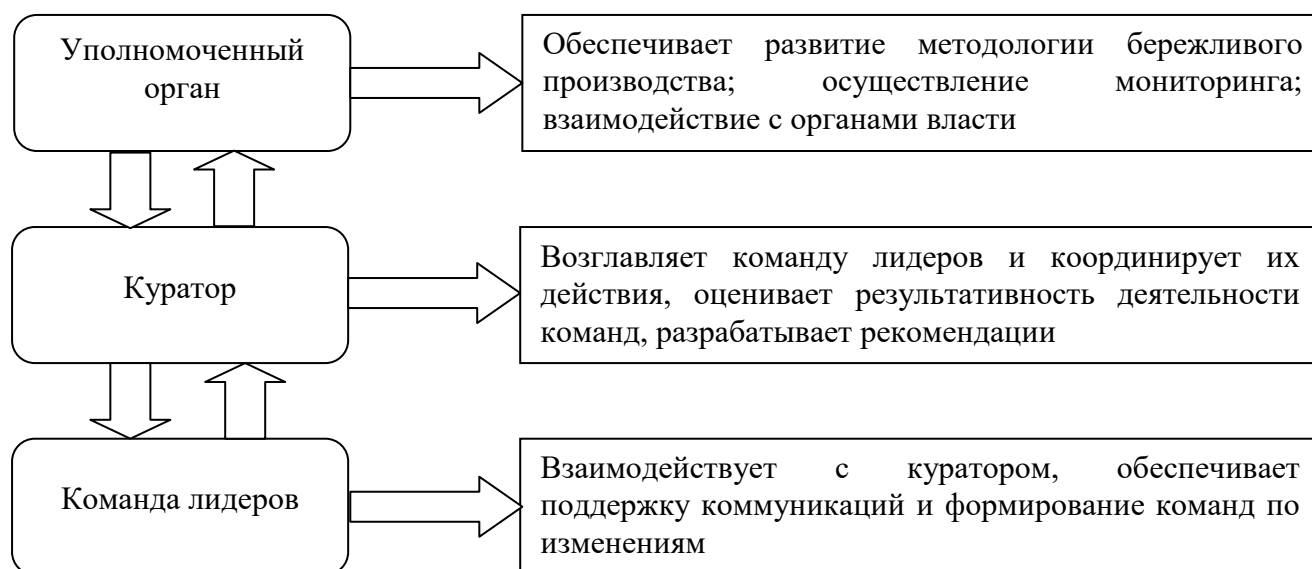 Уполномоченный
орган
Обеспечивает развитие методологии бережливого
производства; осуществление мониторинга;
взаимодействие с органами власти
Куратор
Возглавляет команду лидеров и координирует их
действия, оценивает результативность деятельности
команд, разрабатывает рекомендации
Команда лидеров
Взаимодействует с куратором, обеспечивает
поддержку коммуникаций и формирование команд по
изменениям